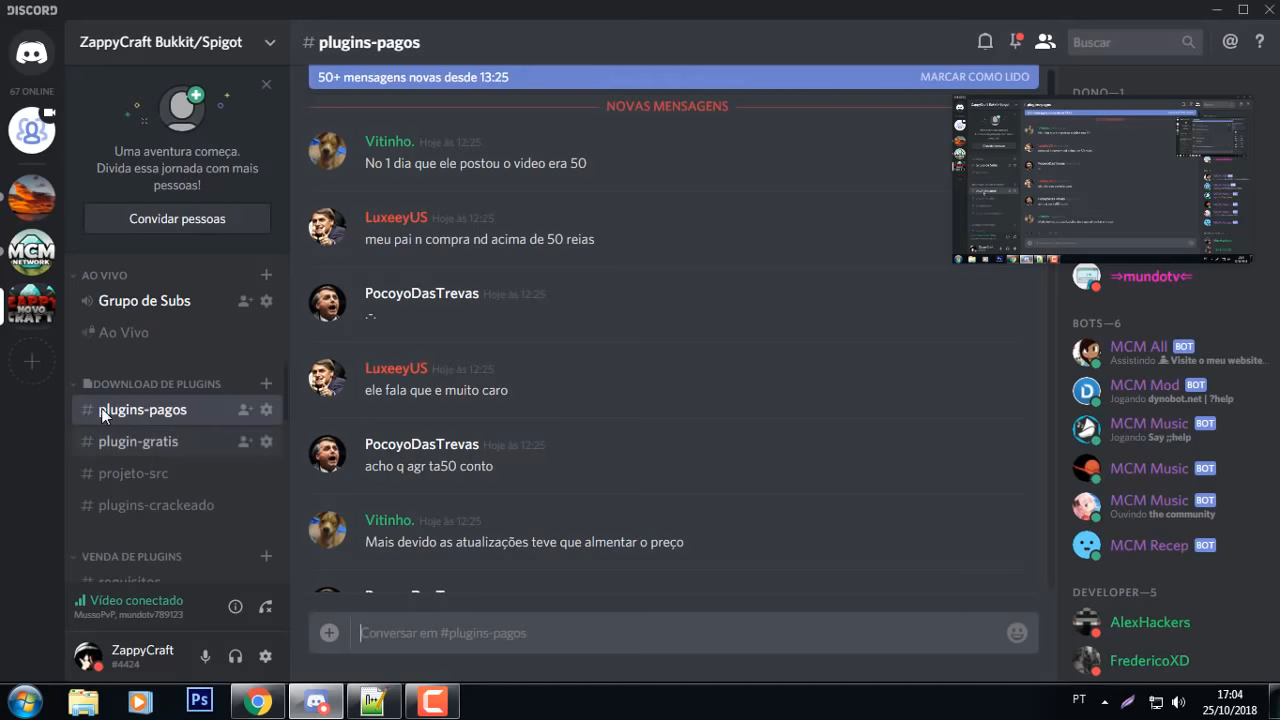 DISCORD
67 ONLINE
MCM
NETWORK
ZAPPY
NOVO
CRAFT
ZappyCraft Bukkit/Spigot
Uma aventura começa.
Divida essa jornada com mais
pessoas!
Convidar pessoas
AO VIVO
Grupo de Subs
Ao Vivo
DOWNLOAD DE PLUGINS
# plugins-pagos
# plugin-gratis
# projeto-src
# plugins-crackeado
VENDA DE PLUGINS
# requisitos
Vídeo conectado
MussoPvP, mundotv789123
ZappyCraft
#4424
# plugins-pagos
Buscar
50+ mensagens novas desde 13:25
MARCAR COMO LIDO
NOVAS MENSAGENS
Vitinho. Hoje às 12:25
No 1 dia que ele postou o video era 50
LuxeeyUS Hoje às 12:25
meu pai n compra nd acima de 50 reias
PocoyoDasTrevas Hoje às 12:25
.-.
LuxeeyUS Hoje às 12:25
ele fala que e muito caro
PocoyoDasTrevas Hoje às 12:25
acho q agr ta50 conto
Vitinho. Hoje às 12:25
Mais devido as atualizações teve que almentar o preço
Conversar em #plugins-pagos
DONO—1
⇒mundotv⇐
BOTS—6
MCM All BOT
Assistindo Visite o meu website...
MCM Mod BOT
Jogando dynobot.net | ?help
MCM Music BOT
Jogando Say ;;help
MCM Music BOT
MCM Music BOT
Ouvindo the community
MCM Recep BOT
DEVELOPER—5
AlexHackers
FredericoXD
Ps
PT
17:04
25/10/2018